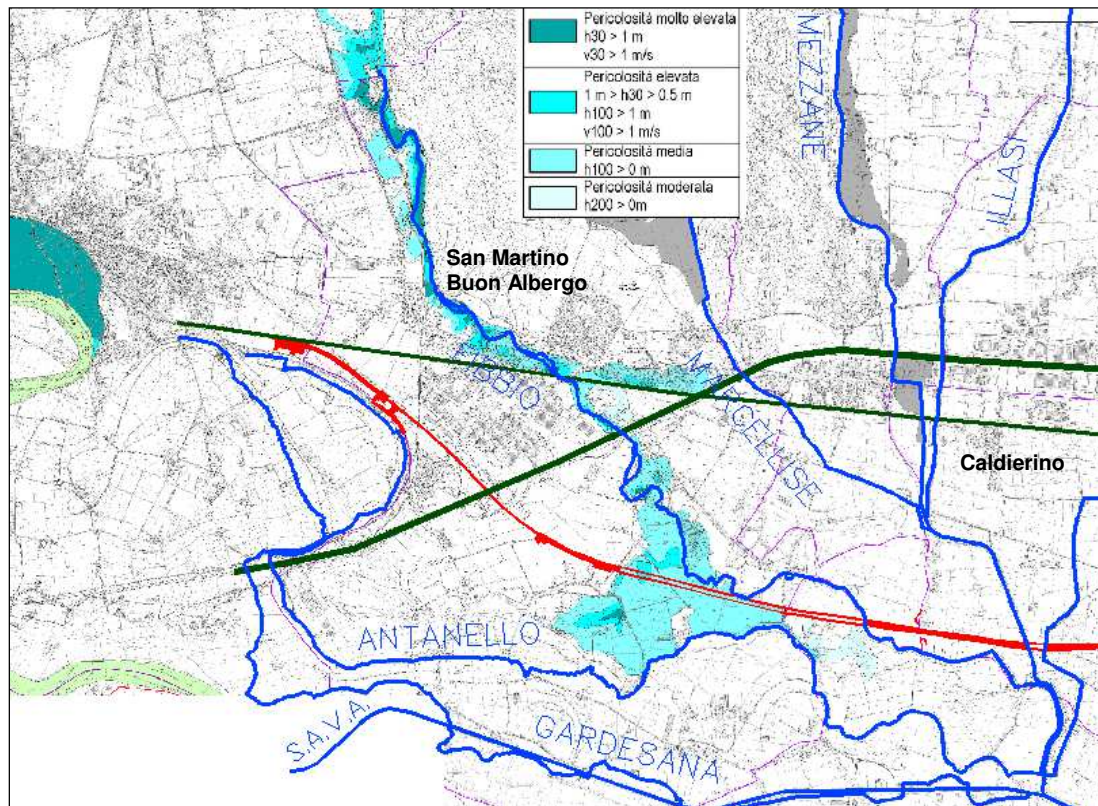 Pericolosità molto elevata
h30 > 1 m
v30 > 1 m/s
Pericolosità elevata
1 m > h30 > 0.5 m
h100 > 1 m
v100 > 1 m/s
Pericolosità media
h100 > 0 m
Pericolosità moderata
h200 > 0m
MEZZANE
ISATTI
San Martino
Buon Albergo
FIBBIO
MARCELLISE
Caldierino
ANTANELLO
S.A.V.A.
GARDESANA